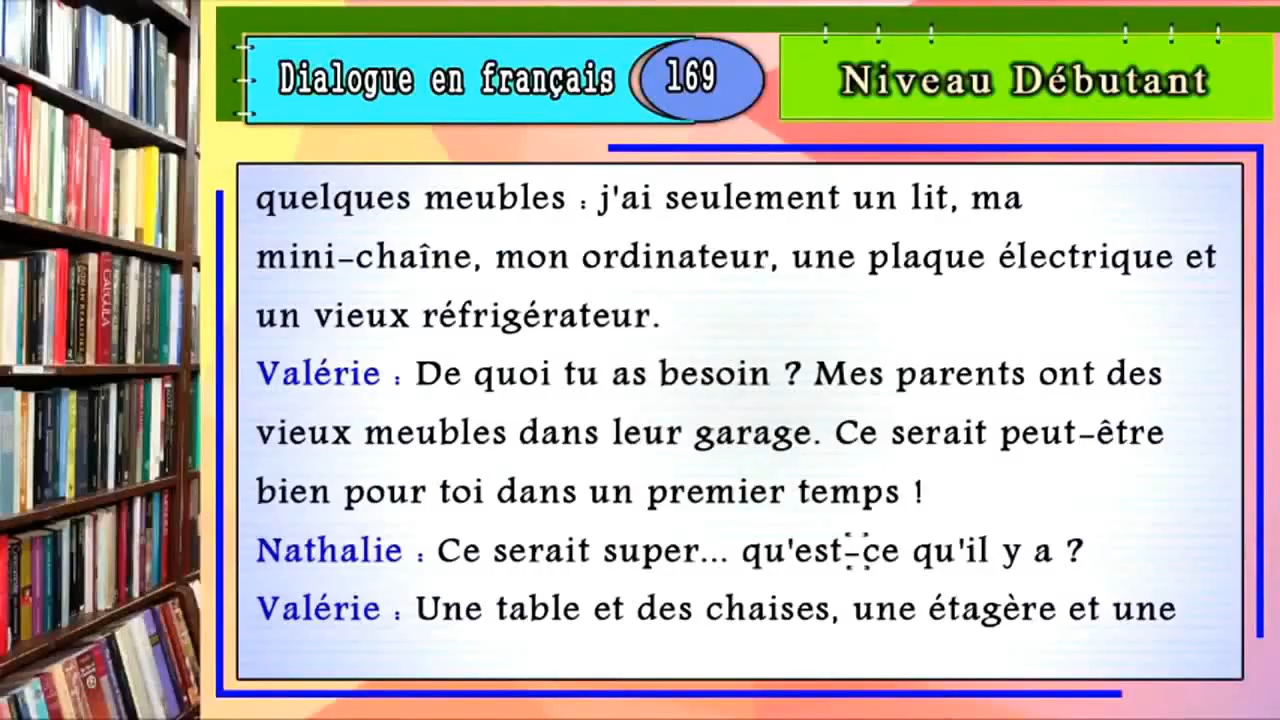 Dialogue en français 169 Niveau Débutant
quelques meubles : j'ai seulement un lit, ma
mini-chaîne, mon ordinateur, une plaque électrique et
un vieux réfrigérateur.
Valérie : De quoi tu as besoin ? Mes parents ont des
vieux meubles dans leur garage. Ce serait peut-être
bien pour toi dans un premier temps !
Nathalie : Ce serait super... qu'est-ce qu'il y a ?
Valérie : Une table et des chaises, une étagère et une